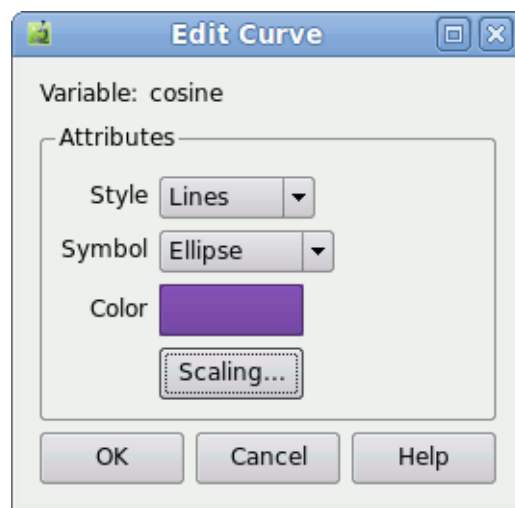 Edit Curve
Variable: cosine
Attributes
Style Lines
Symbol Ellipse
Color
Scaling...
OK Cancel Help